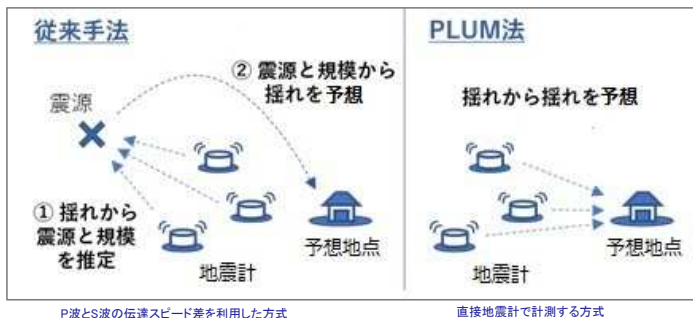 従来手法
② 震源と規模から
揺れを予想
震源
① 揺れから
震源と規模
を推定
地震計
予想地点
P波とS波の伝達スピード差を利用した方式
PLUM法
揺れから揺れを予想
地震計
予想地点
直接地震計で計測する方式